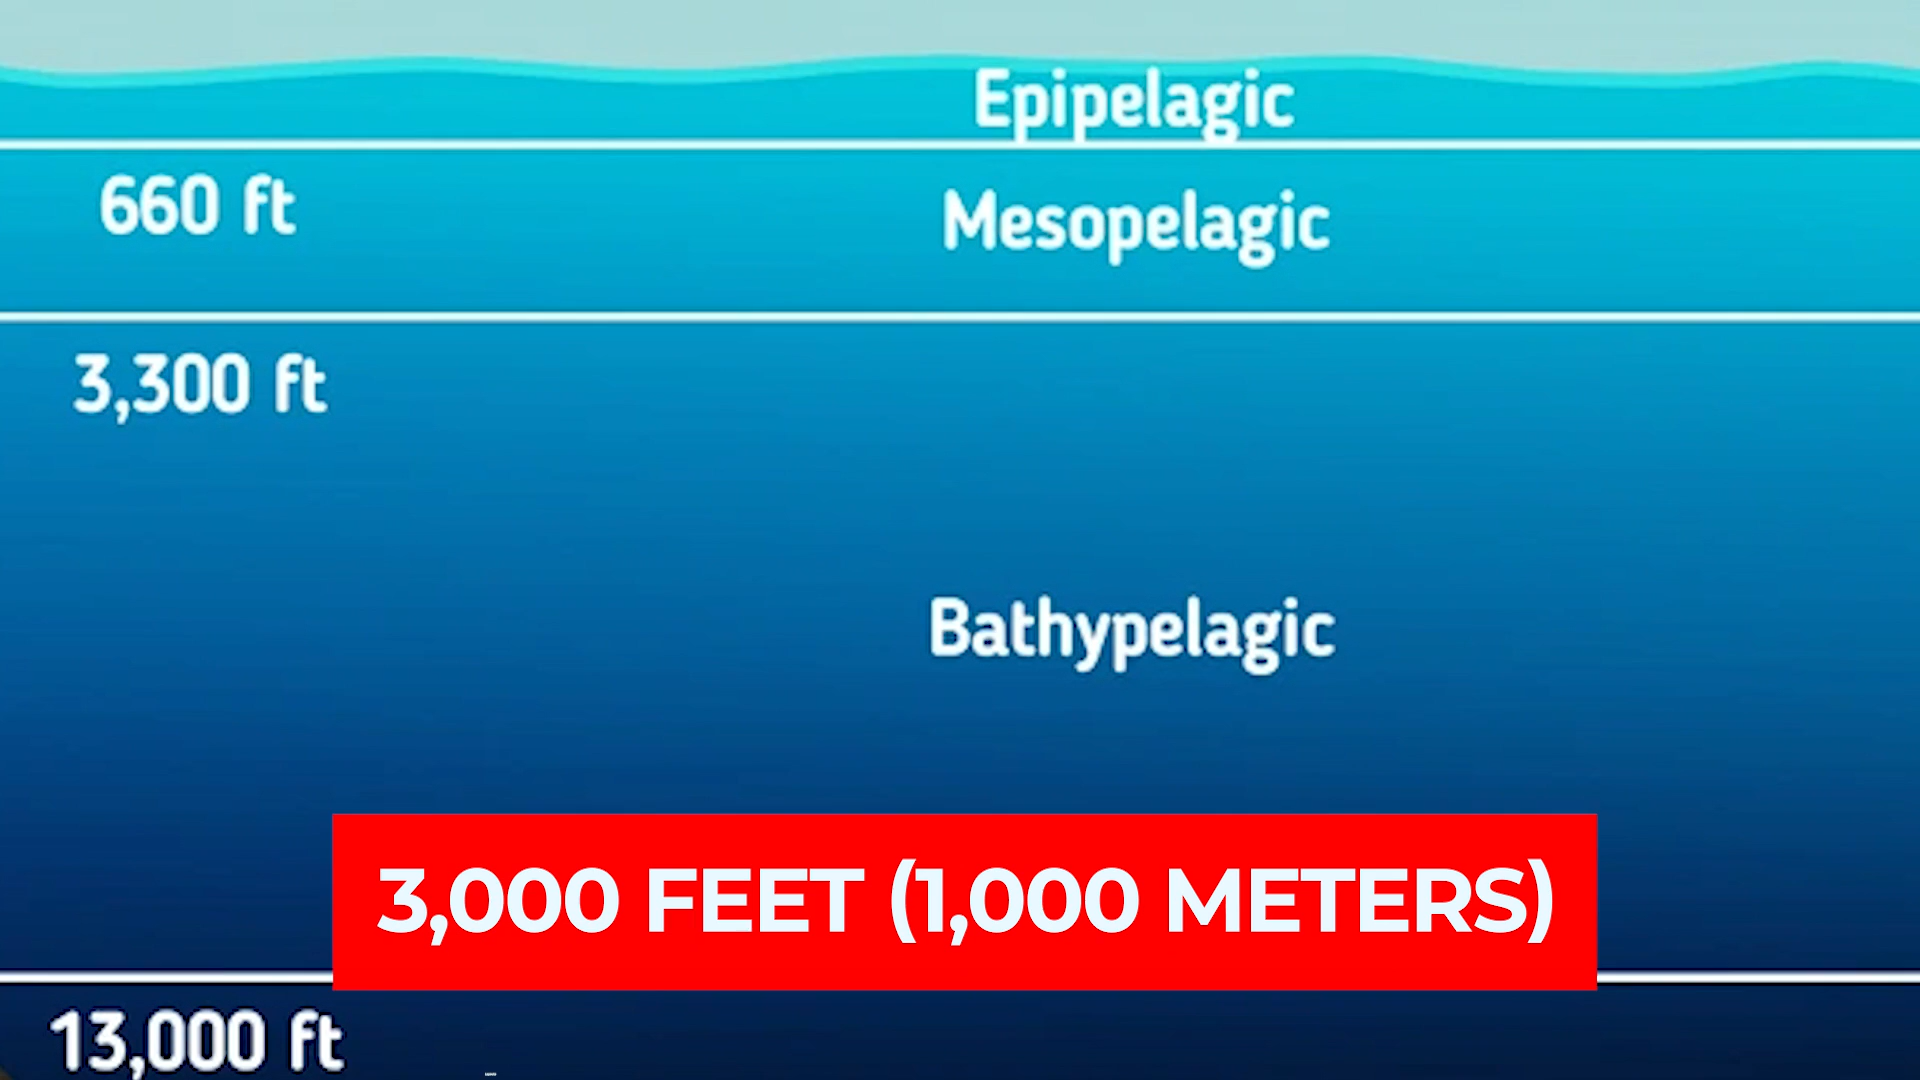 Epipelagic
660 ft
Mesopelagic
3,300 ft
Bathypelagic
3,000 FEET (1,000 METERS)
13,000 ft